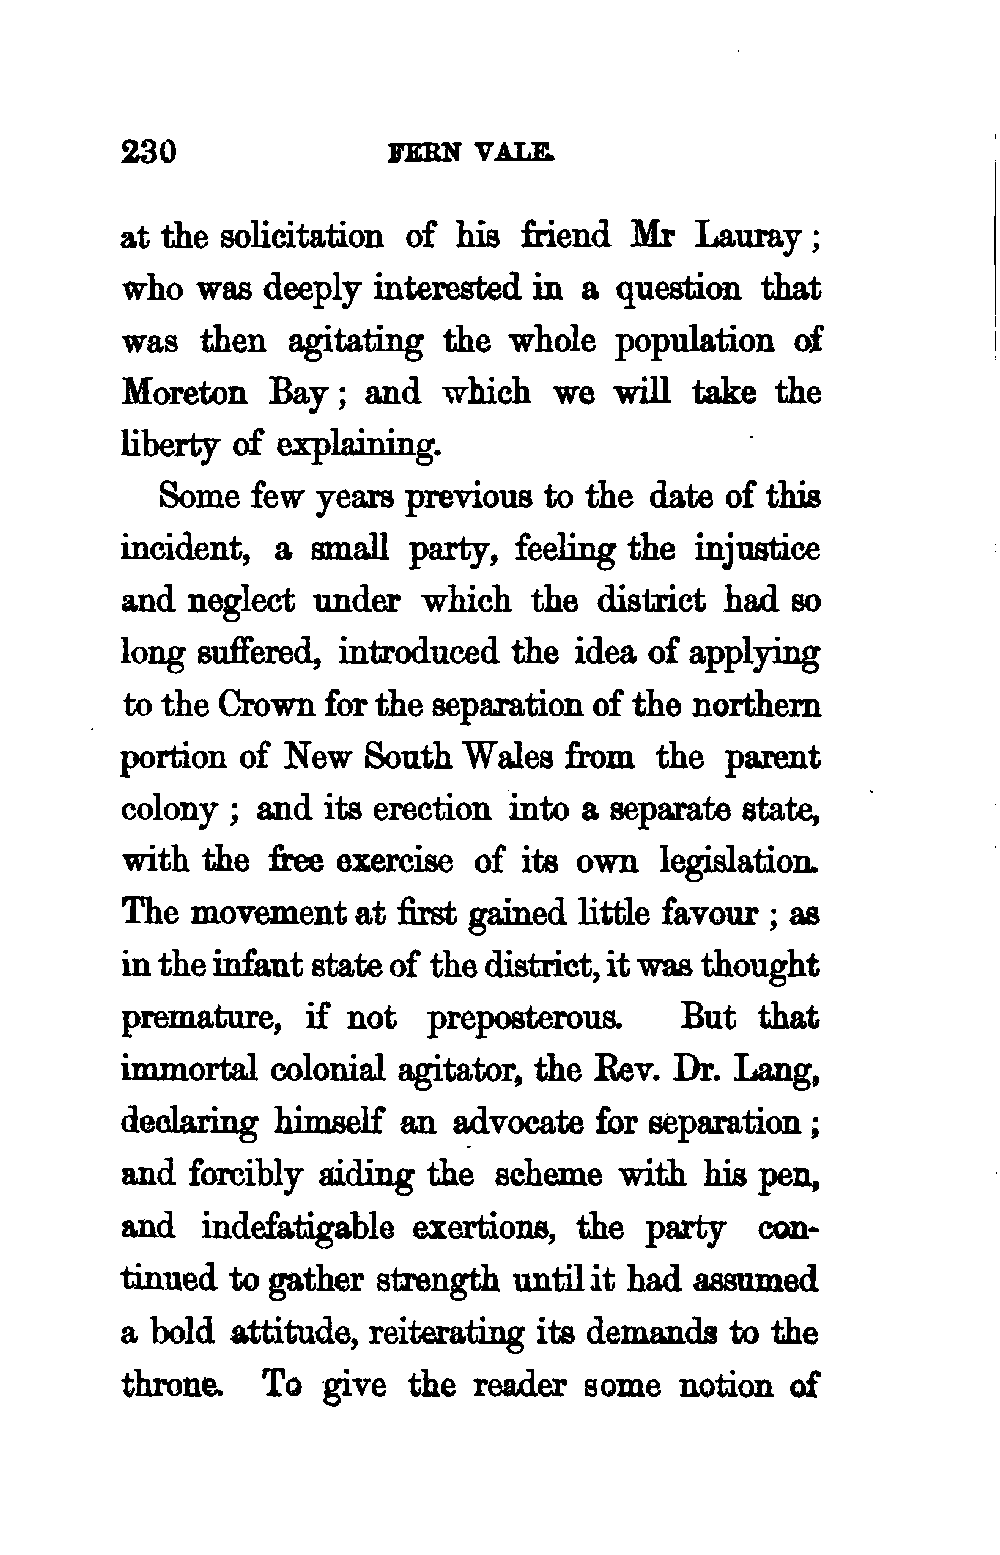 230 FERN VALE.
at the solicitation of his friend Mr Lauray ;
who was deeply interested in a question that
was then agitating the whole population of
Moreton Bay ; and which we will take the
liberty of explaining.
Some few years previous to the date of this
incident, a small party, feeling the injustice
and neglect under which the district had so
long suffered, introduced the idea of applying
to the Crown for the separation of the northern
portion of New South Wales from the parent
colony ; and its erection into a separate state,
with the free exercise of its own legislation.
The movement at first gained little favour ; as
in the infant state of the district, it was thought
premature, if not preposterous. But that
immortal colonial agitator, the Rev. Dr. Lang,
declaring himself an advocate for separation ;
and forcibly aiding the scheme with his pen,
and indefatigable exertions, the party con-
tinued to gather strength until it had assumed
a bold attitude, reiterating its demands to the
throne. To give the reader some notion of